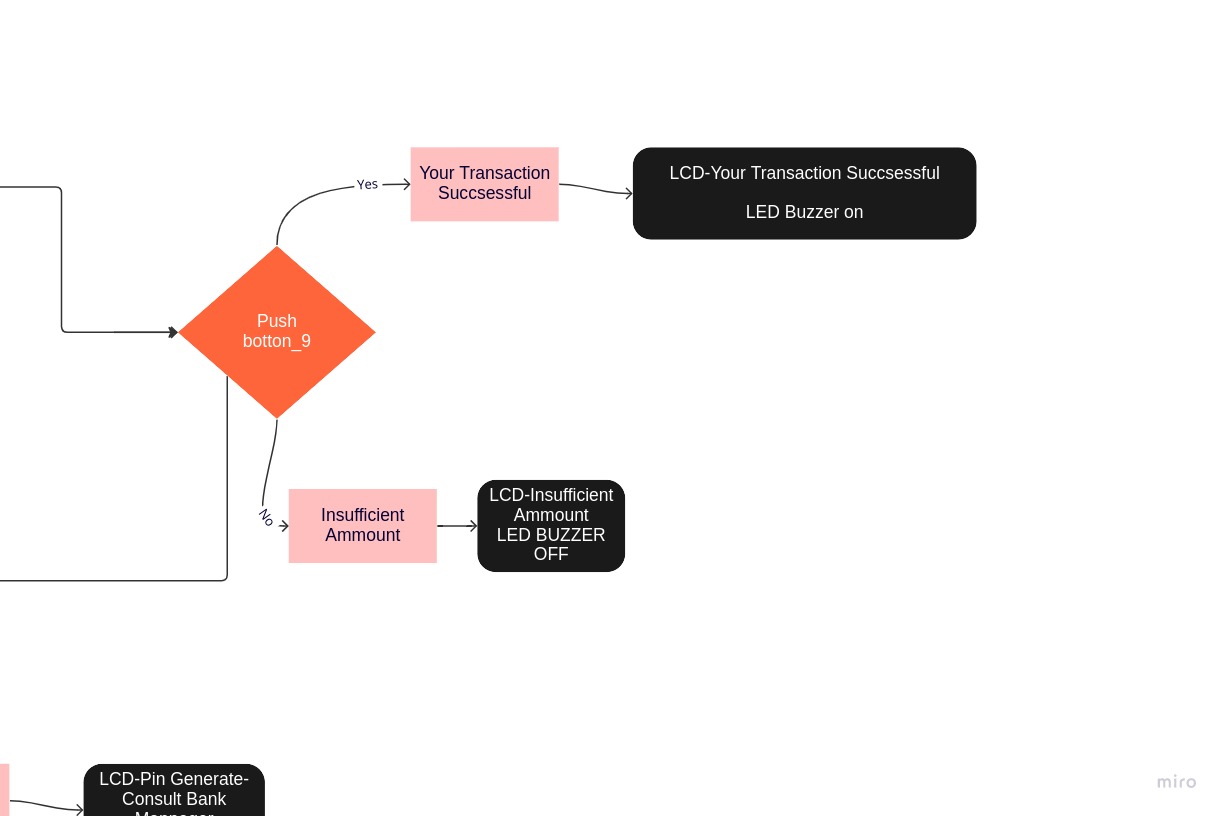 Yes
Your Transaction
Succsessful
LCD-Your Transaction Succsessful
LED Buzzer on
Push
botton_9
No
Insufficient
Ammount
LCD-Insufficient
Ammount
LED BUZZER
OFF
LCD-Pin Generate-
Consult Bank
miro